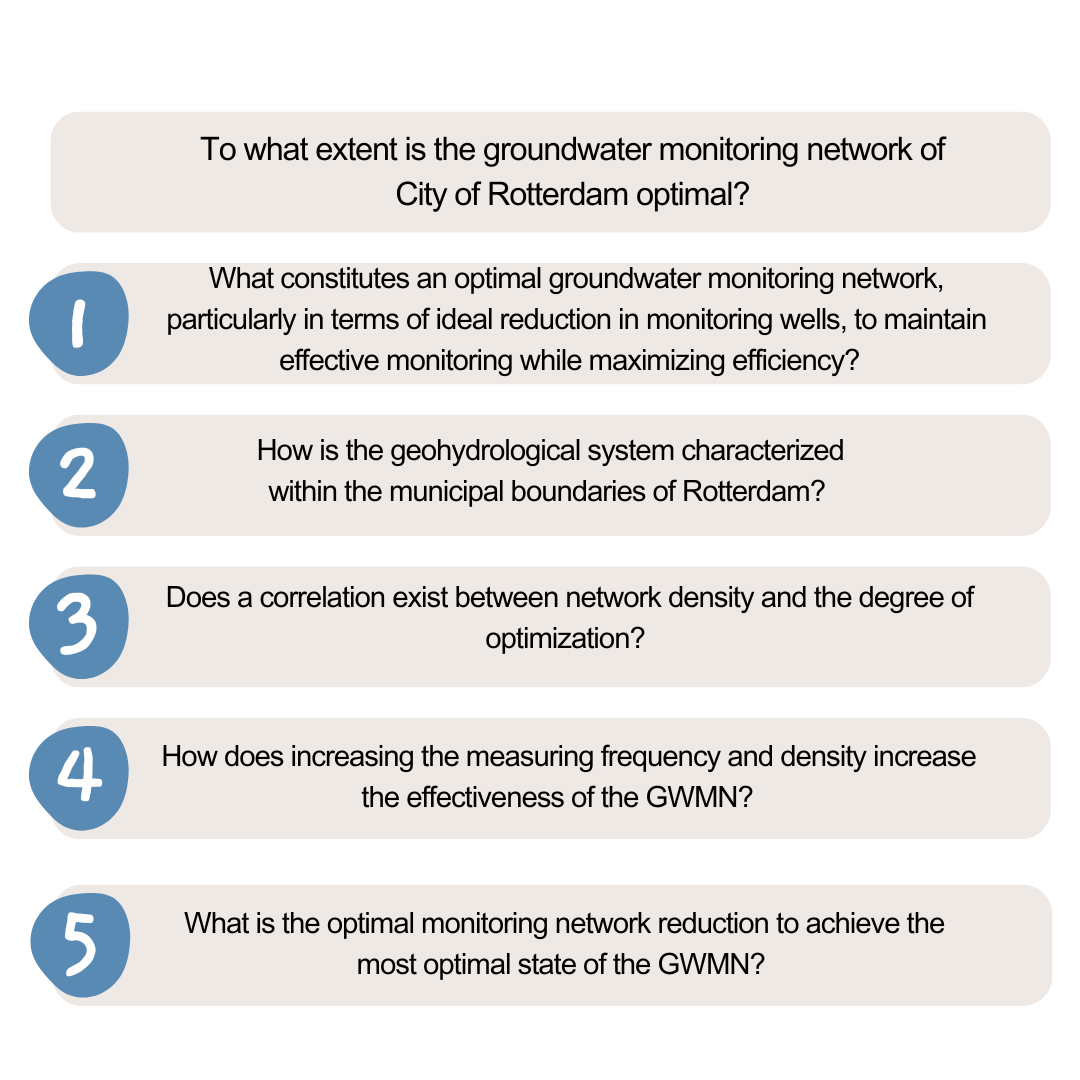 To what extent is the groundwater monitoring network of
City of Rotterdam optimal?
1
What constitutes an optimal groundwater monitoring network,
particularly in terms of ideal reduction in monitoring wells, to maintain
effective monitoring while maximizing efficiency?
2
How is the geohydrological system characterized
within the municipal boundaries of Rotterdam?
3
Does a correlation exist between network density and the degree of
optimization?
4
How does increasing the measuring frequency and density increase
the effectiveness of the GWMN?
5
What is the optimal monitoring network reduction to achieve the
most optimal state of the GWMN?